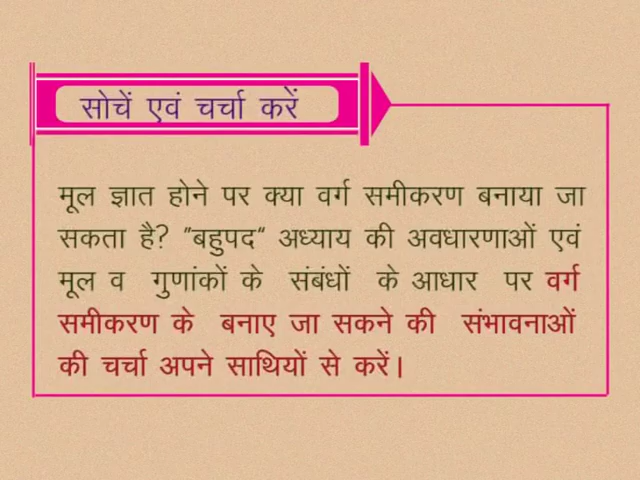 सोचें एवं चर्चा करें
मूल ज्ञात होने पर क्या वर्ग समीकरण बनाया जा
सकता है? "बहुपद" अध्याय की अवधारणाओं एवं
मूल व गुणांकों के संबंधों के आधार पर वर्ग
समीकरण के बनाए जा सकने की संभावनाओं
की चर्चा अपने साथियों से करें।